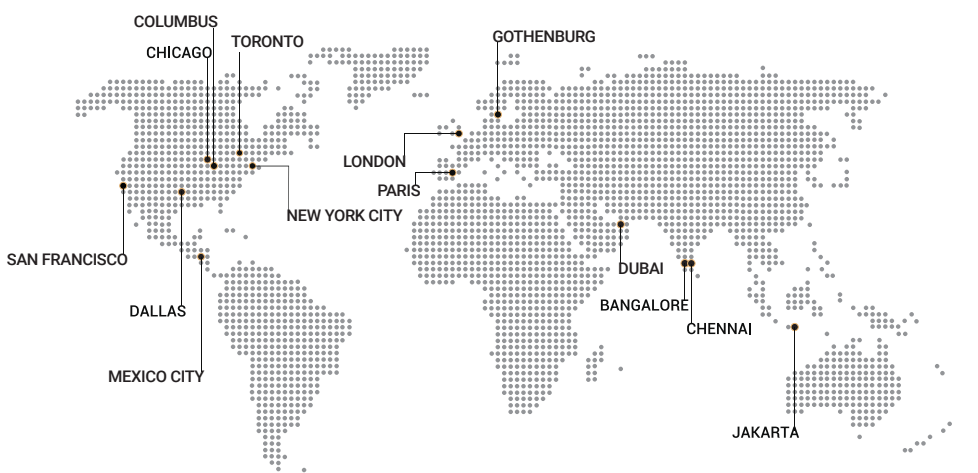 COLUMBUS
CHICAGO
TORONTO
GOTHENBURG
LONDON
PARIS
NEW YORK CITY
SAN FRANCISCO
DUBAI
DALLAS
BANGALORE
CHENNAI
MEXICO CITY
JAKARTA